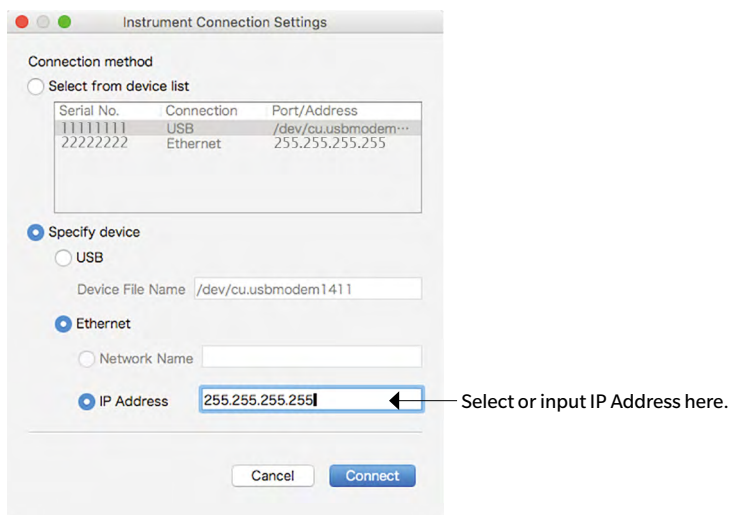 Instrument Connection Settings
Connection method
Select from device list
Serial No. Connection Port/Address
11111111 USB /dev/cu.usbmodem···
22222222 Ethernet 255.255.255.255
Specify device
USB
Device File Name /dev/cu.usbmodem1411
Ethernet
Network Name
IP Address 255.255.255.255 Select or input IP Address here.
Cancel Connect